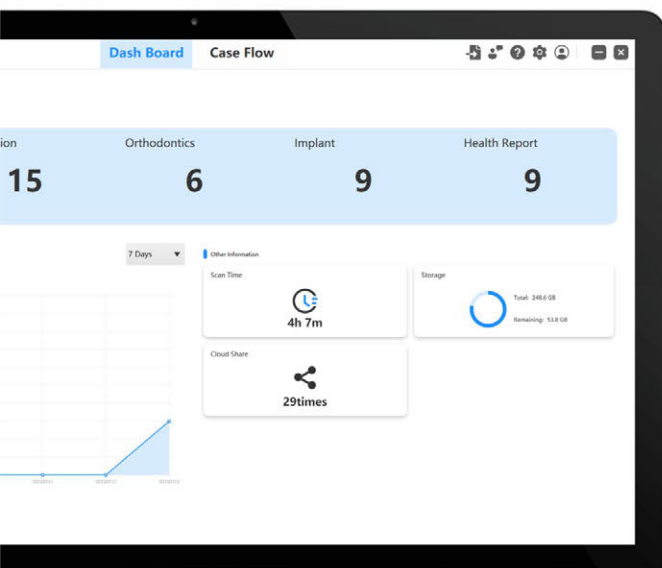 Dash Board Case Flow
ion Orthodontics Implant Health Report
15 6 9 9
7 Days
Other Information
Scan Time
4h 7m
Storage
Total: 248.6 GB
Remaining: 53.8 GB
Cloud Share
29times